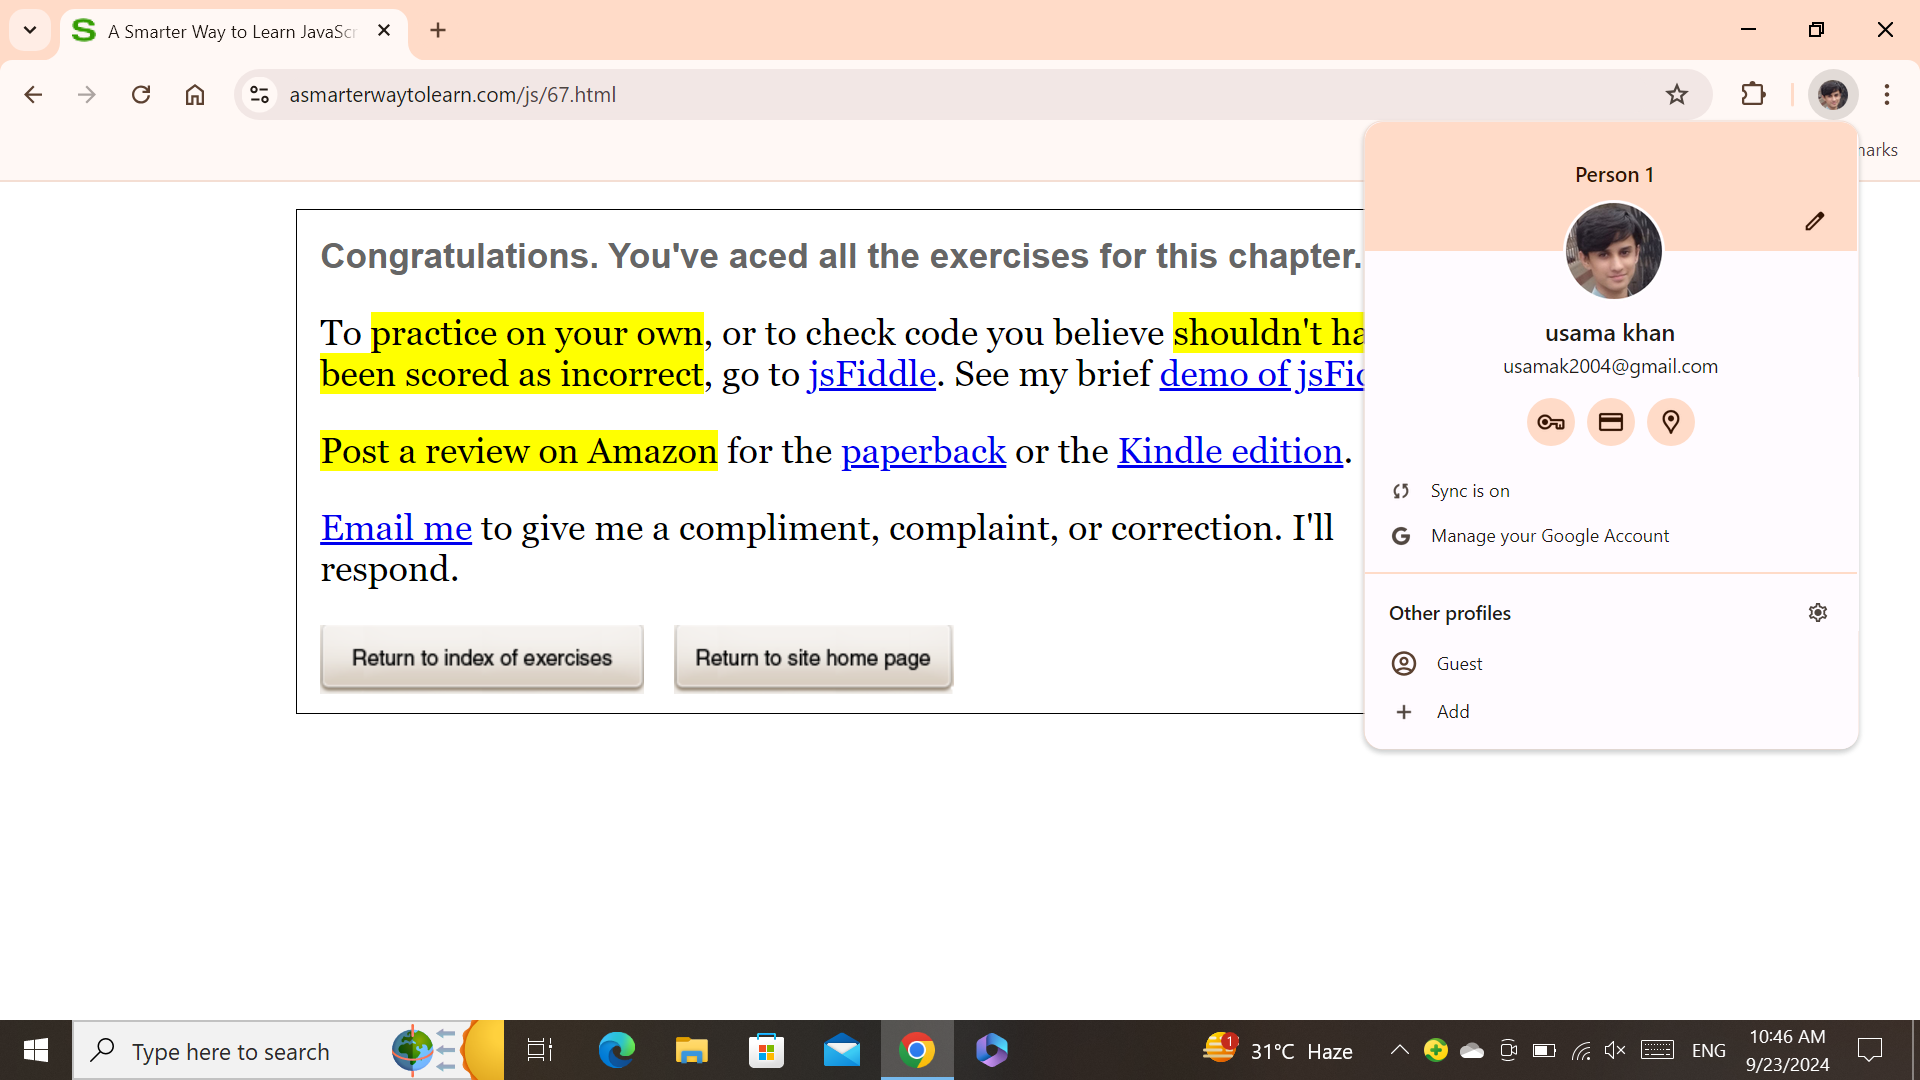 A Smarter Way to Learn JavaScr
asmarterwaytolearn.com/js/67.html
Person 1
usama khan
usamak2004@gmail.com
Sync is on
Manage your Google Account
Other profiles
Guest
Add
Congratulations. You've aced all the exercises for this chapter.
To practice on your own, or to check code you believe shouldn't ha
been scored as incorrect, go to jsFiddle. See my brief demo of jsFi
Post a review on Amazon for the paperback or the Kindle edition.
Email me to give me a compliment, complaint, or correction. I'll
respond.
Return to index of exercises
Return to site home page
Type here to search
1
31°C Haze
ENG
10:46 AM
9/23/2024